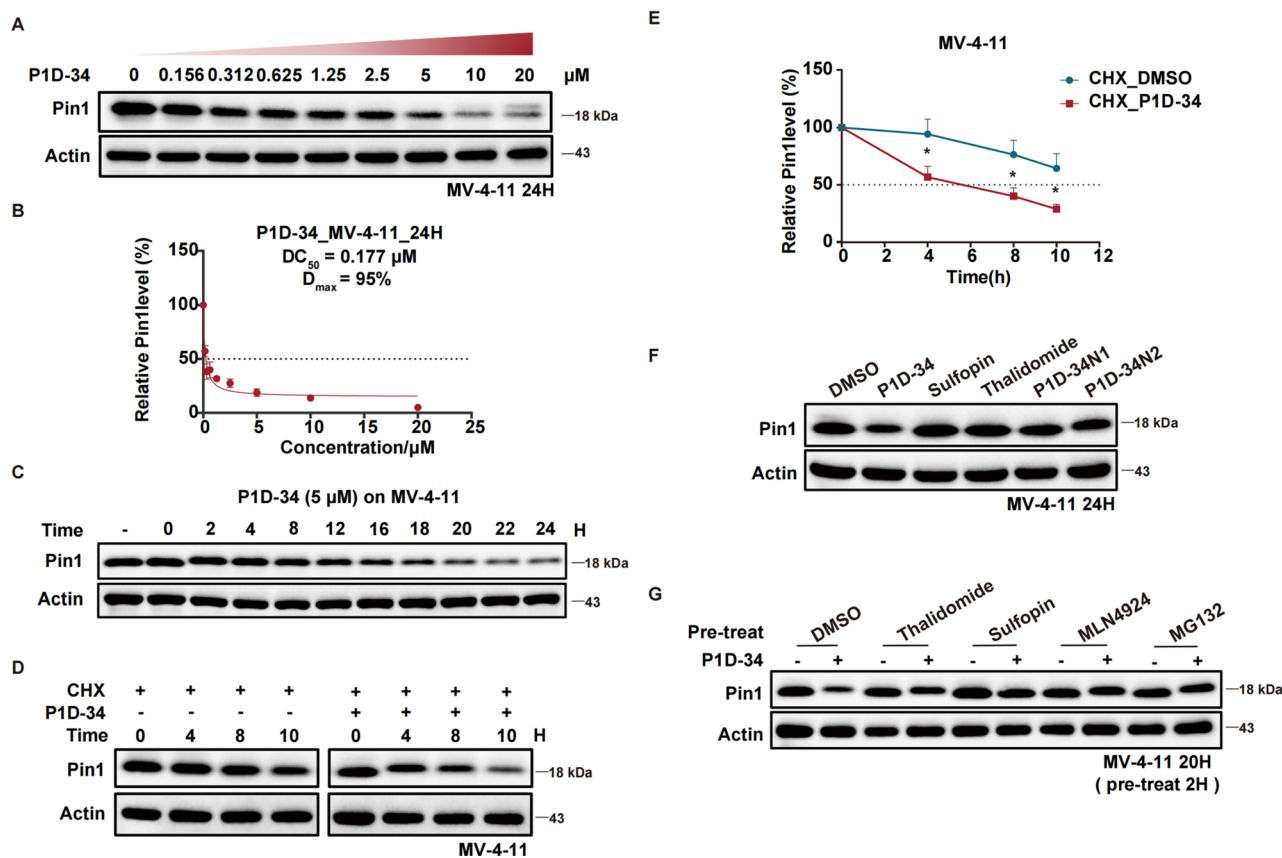 A
P1D-34 0 0.156 0.312 0.625 1.25 2.5 5 10 20 µM
Pin1
18 kDa
Actin
43
MV-4-11 24H
B
P1D-34_MV-4-11_24H
DC50 = 0.177 µM
Dmax = 95%
Relative Pin1level (%)
150
100
50
0
0 5 10 15 20 25
Concentration/µM
C
P1D-34 (5 µM) on MV-4-11
Time - 0 2 4 8 12 16 18 20 22 24 H
Pin1
18 kDa
Actin
43
D
CHX + + + + + + + +
P1D-34 - - - - + + + +
Time 0 4 8 10 0 4 8 10 H
Pin1
18 kDa
Actin
43
MV-4-11
E
MV-4-11
CHX_DMSO
CHX_P1D-34
Relative Pin1level (%)
150
100
50
0
* * *
0 2 4 6 8 10 12
Time(h)
F
DMSO P1D-34 Sulfopin Thalidomide P1D-34N1 P1D-34N2
Pin1
18 kDa
Actin
43
MV-4-11 24H
G
Pre-treat DMSO Thalidomide Sulfopin MLN4924 MG132
P1D-34 - + - + - + - + - +
Pin1
18 kDa
Actin
43
MV-4-11 20H
( pre-treat 2H )